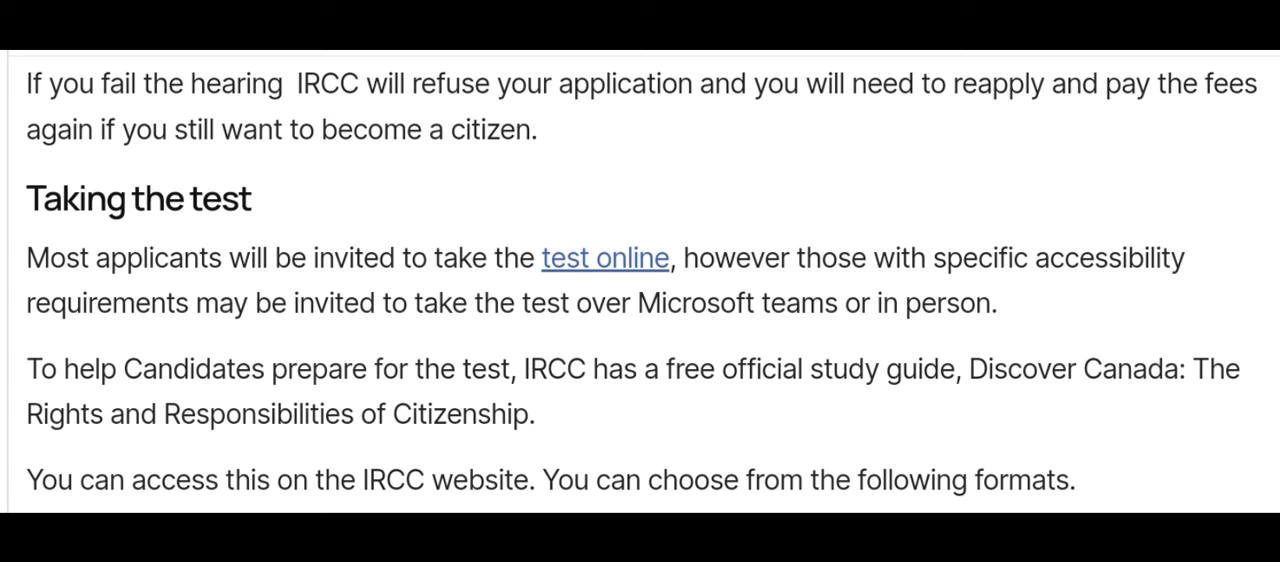 If you fail the hearing  IRCC will refuse your application and you will need to reapply and pay the fees
again if you still want to become a citizen.
Taking the test
Most applicants will be invited to take the test online, however those with specific accessibility
requirements may be invited to take the test over Microsoft teams or in person.
To help Candidates prepare for the test, IRCC has a free official study guide, Discover Canada: The
Rights and Responsibilities of Citizenship.
You can access this on the IRCC website. You can choose from the following formats.